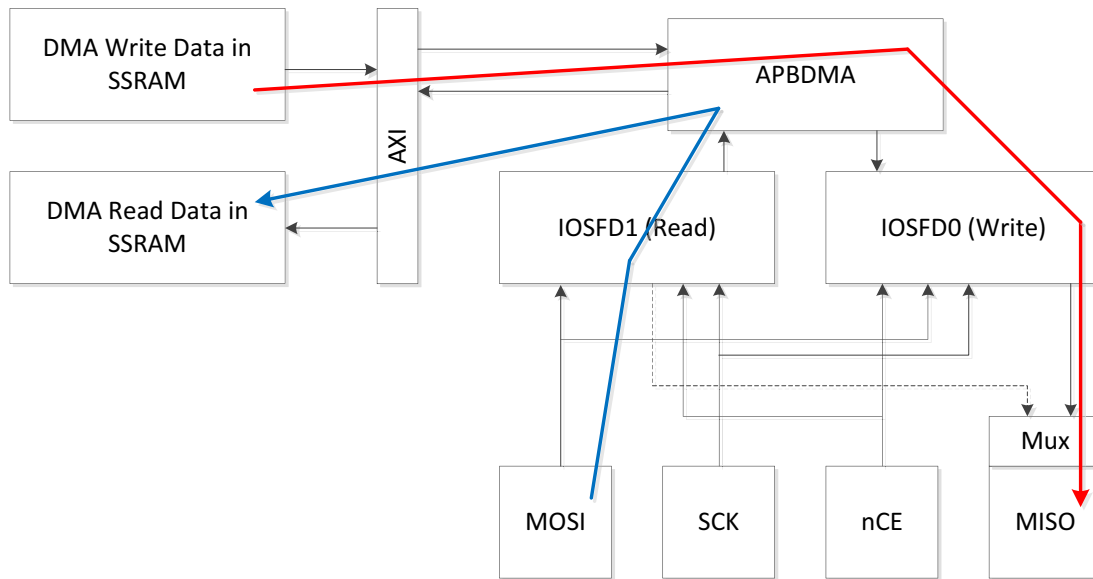 DMA Write Data in
SSRAM
APBDMA
AXI
DMA Read Data in
SSRAM
IOSFD1 (Read)
IOSFD0 (Write)
Mux
MOSI
SCK
nCE
MISO